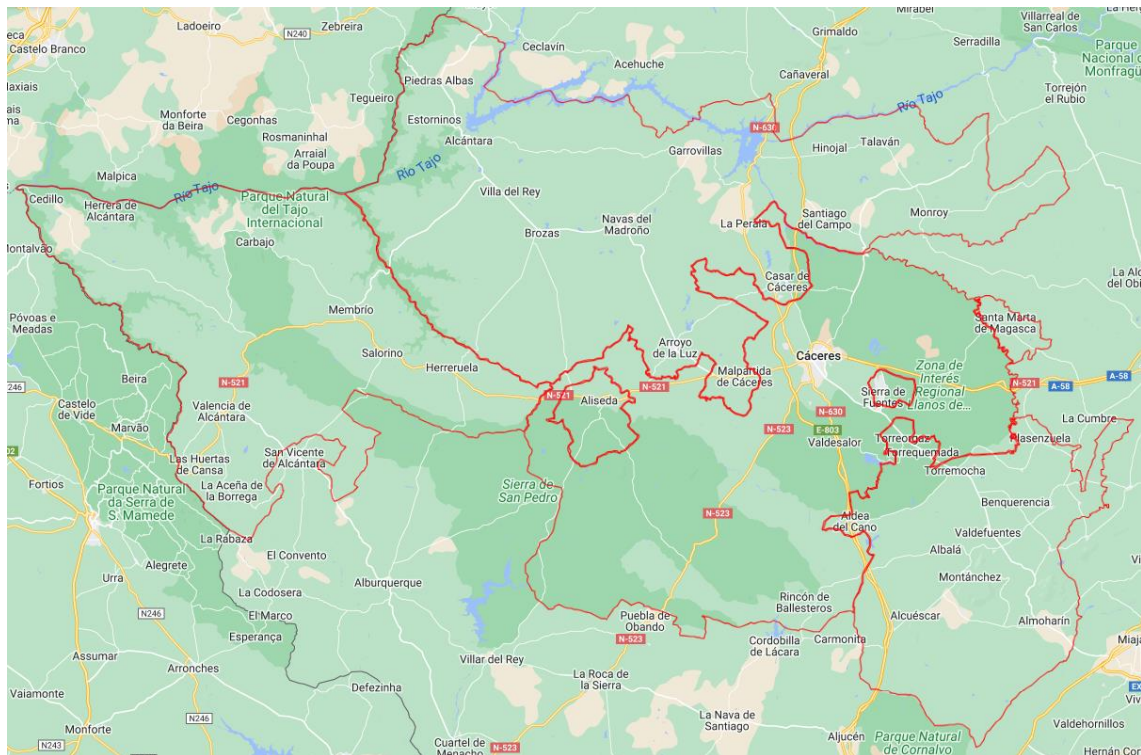 Ladoeiro
Zebreira
N240
Castelo Branco
Ceclavín
Acehuche
Grimaldo
Mirabel
Villarreal de
San Carlos
Serradilla
Cañaveral
Parque
Nacional de
Monfragüe
Torrejón
el Rubio
Piedras Albas
Tegueiro
Monforte
da Beira
Cegonhas
Rosmaninhal
Arraial
da Poupa
Estorninos
Alcántara
Río Tajo
Río Tajo
N-630
Garrovillas
Hinojal
Talaván
Malpica
Cedillo
Herrera de
Alcántara
Río Tajo
Parque Natural
del Tajo
Internacional
Villa del Rey
Navas del
Madroño
Brozas
La Perala
Santiago
del Campo
Monroy
Montalvão
Carbajo
Casar de
Cáceres
Membrío
Póvoas e
Meadas
Salorino
Herreruela
Arroyo
de la Luz
Malpartida
de Cáceres
Cáceres
Santa Marta
de Magasca
Zona de
Interés
Regional
Llanos de...
N-521
A-58
A-58
246
Beira
N-521
N-521
N-521
Aliseda
Sierra de
Fuentes
Castelo
de Vide
Marvão
Valencia de
Alcántara
N-630
E-803
N-523
Valdesalor
Torreorgaz
Torrequemada
Torremocha
La Cumbre
Plasenzuela
Las Huertas
de Cansa
San Vicente
de Alcántara
La Aceña de
la Borrega
Fortios
Parque Natural
da Serra de
S. Mamede
Sierra de
San Pedro
N-523
Aldea
del Cano
Benquerencia
Valdefuentes
Albalá
Montánchez
La Rabaza
El Convento
Alegrete
Urra
La Codosera
Alburquerque
N246
El Marco
Esperança
Puebla de
Obando
N-523
Rincón de
Ballesteros
Cordobilla
de Lácara
Carmonita
Alcuéscar
Almoharín
Assumar
Arronches
Villar del Rey
La Roca de
la Sierra
Vaiamonte
Defezinha
N246
Monforte
N243
Cuartel de
Menacho
N-523
La Nava de
Santiago
Aljucén
Parque Natural
de Cornalvo
Valdehornillos
Hernán Cor